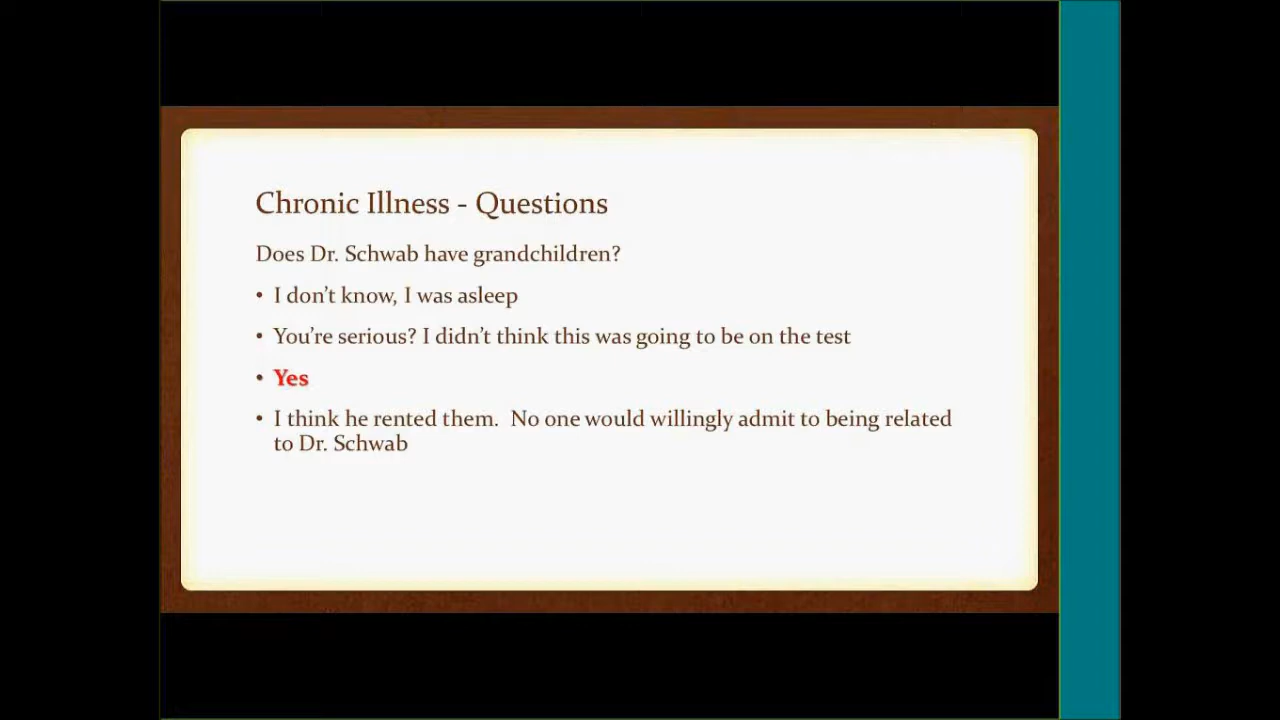 Chronic Illness - Questions
Does Dr. Schwab have grandchildren?
• I don’t know, I was asleep
• You’re serious? I didn’t think this was going to be on the test
• Yes
• I think he rented them.  No one would willingly admit to being related
to Dr. Schwab